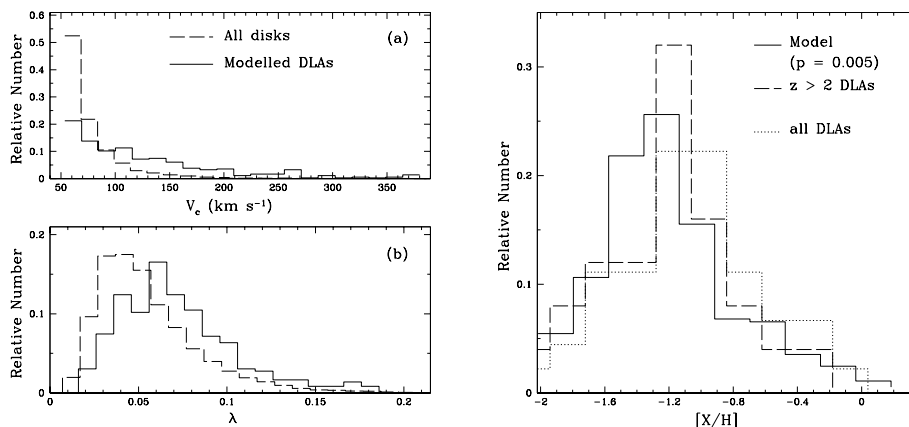 0.6
0.5
0.4
0.3
0.2
0.1
0
Relative Number
All disks
Modelled DLAs
(a)
50 100 150 200 250 300 350
V_c (km s⁻¹)
0.2
0.1
0
Relative Number
(b)
0 0.05 0.1 0.15 0.2
λ
0.3
0.2
0.1
0
Relative Number
Model
(p = 0.005)
z > 2 DLAs
all DLAs
-2 -1.6 -1.2 -0.8 -0.4 0
[X/H]